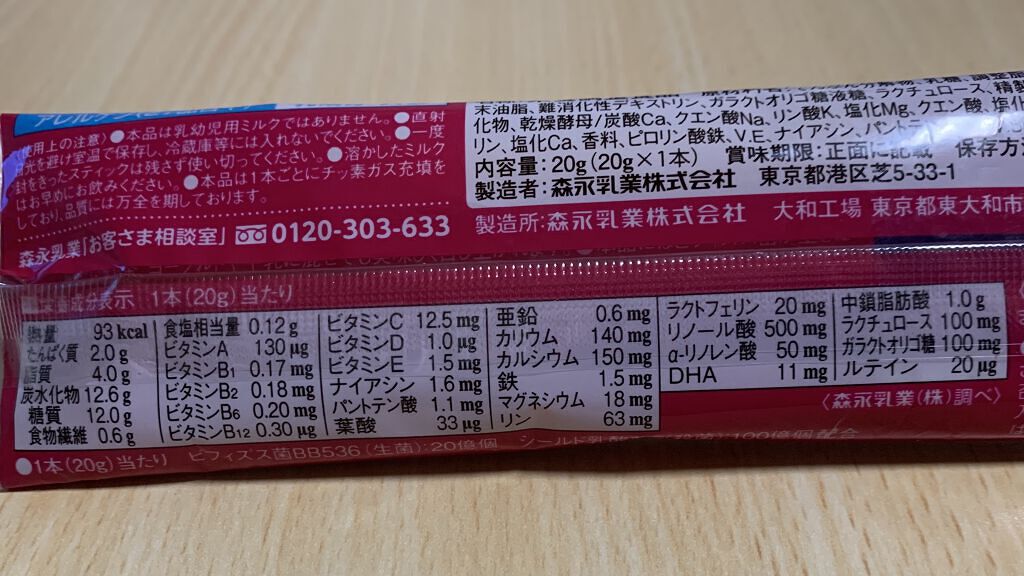 アレルゲン
(使用上の注意)●本品は乳幼児用ミルクではありません。●直射
光を避け室温で保存し、冷蔵庫等には入れないでください。●一度
封をきったスティックは残さず使い切ってください。●溶かしたミルク
はお早めにお飲みください。●本品は1本ごとにチッ素ガス充填を
しており、品質には万全を期しております。
森永乳業「お客さま相談室」 0120-303-633
末油脂、難消化性デキストリン、ガラクトオリゴ糖液糖、ラクチュロース、精製
化物、乾燥酵母/炭酸Ca、クエン酸Na、リン酸K、塩化Mg、クエン酸、塩化
リン、塩化Ca、香料、ピロリン酸鉄、V.E、ナイアシン、パントテ
内容量:20g(20g×1本) 賞味期限:正面に記載 保存方
製造者:森永乳業株式会社 東京都港区芝5-33-1
製造所:森永乳業株式会社 大和工場 東京都東大和市
栄養成分表示 1本(20g)当たり
熱量 93 kcal
たんぱく質 2.0 g
脂質 4.0 g
炭水化物 12.6 g
糖質 12.0 g
食物繊維 0.6 g
食塩相当量 0.12 g
ビタミンA 130 μg
ビタミンB1 0.17 mg
ビタミンB2 0.18 mg
ビタミンB6 0.20 mg
ビタミンB12 0.30 μg
ビタミンC 12.5 mg
ビタミンD 1.0 μg
ビタミンE 1.5 mg
ナイアシン 1.6 mg
パントテン酸 1.1 mg
葉酸 33 μg
亜鉛 0.6 mg
カリウム 140 mg
カルシウム 150 mg
鉄 1.5 mg
マグネシウム 18 mg
リン 63 mg
ラクトフェリン 20 mg
リノール酸 500 mg
α-リノレン酸 50 mg
DHA 11 mg
中鎖脂肪酸 1.0 g
ラクチュロース 100 mg
ガラクトオリゴ糖 100 mg
ルテイン 20 μg
〈森永乳業(株)調べ〉
●1本(20g)当たり ビフィズス菌BB536(生菌):20億個 シールド乳酸菌 100億個配合